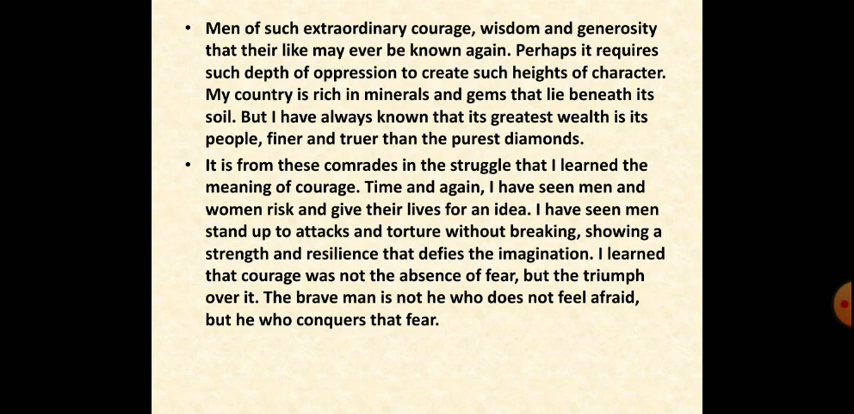 • Men of such extraordinary courage, wisdom and generosity
that their like may ever be known again. Perhaps it requires
such depth of oppression to create such heights of character.
My country is rich in minerals and gems that lie beneath its
soil. But I have always known that its greatest wealth is its
people, finer and truer than the purest diamonds.
• It is from these comrades in the struggle that I learned the
meaning of courage. Time and again, I have seen men and
women risk and give their lives for an idea. I have seen men
stand up to attacks and torture without breaking, showing a
strength and resilience that defies the imagination. I learned
that courage was not the absence of fear, but the triumph
over it. The brave man is not he who does not feel afraid,
but he who conquers that fear.